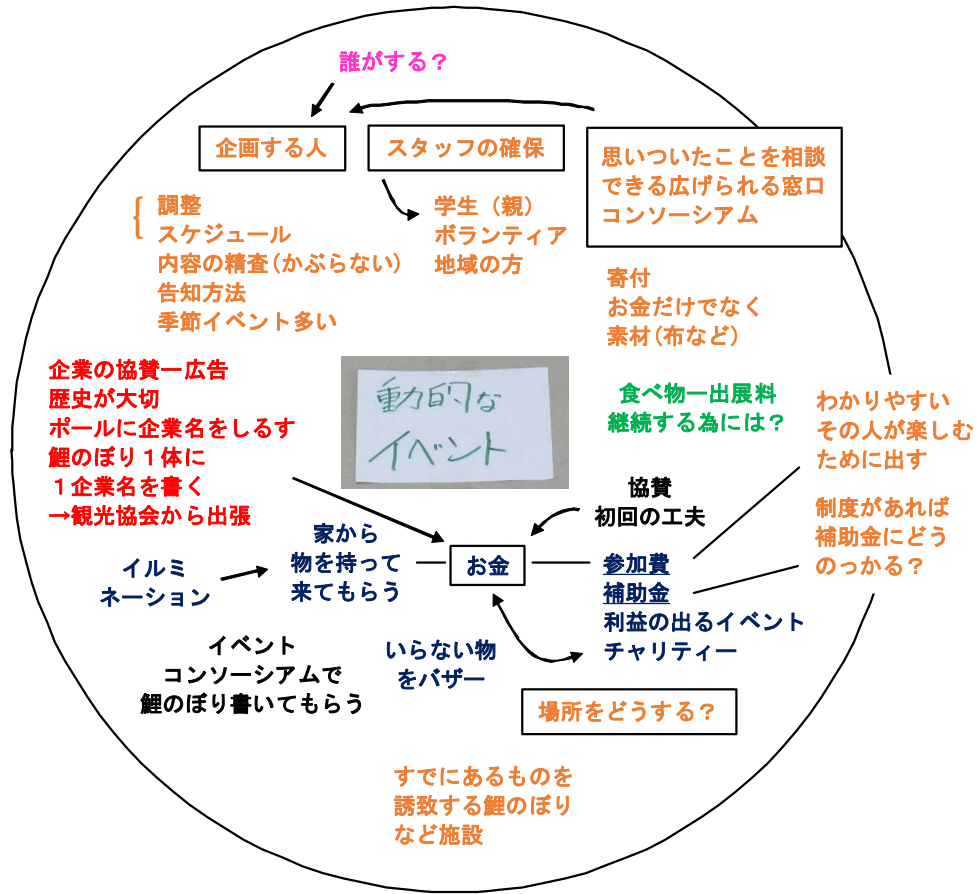 誰がする？
企画する人
スタッフの確保
思いついたことを相談
できる広げられる窓口
コンソーシアム
調整
スケジュール
内容の精査(かぶらない)
告知方法
季節イベント多い
学生（親）
ボランティア
地域の方
寄付
お金だけでなく
素材(布など)
企業の協賛ー広告
歴史が大切
ポールに企業名をしるす
鯉のぼり１体に
１企業名を書く
→観光協会から出張
動的な
イベント
食べ物ー出展料
継続する為には？
わかりやすい
その人が楽しむ
ために出す
協賛
初回の工夫
制度があれば
補助金にどう
のっかる？
イルミ
ネーション
家から
物を持って
来てもらう
お金
参加費
補助金
利益の出るイベント
チャリティー
イベント
コンソーシアムで
鯉のぼり書いてもらう
いらない物
をバザー
場所をどうする？
すでにあるものを
誘致する鯉のぼり
など施設